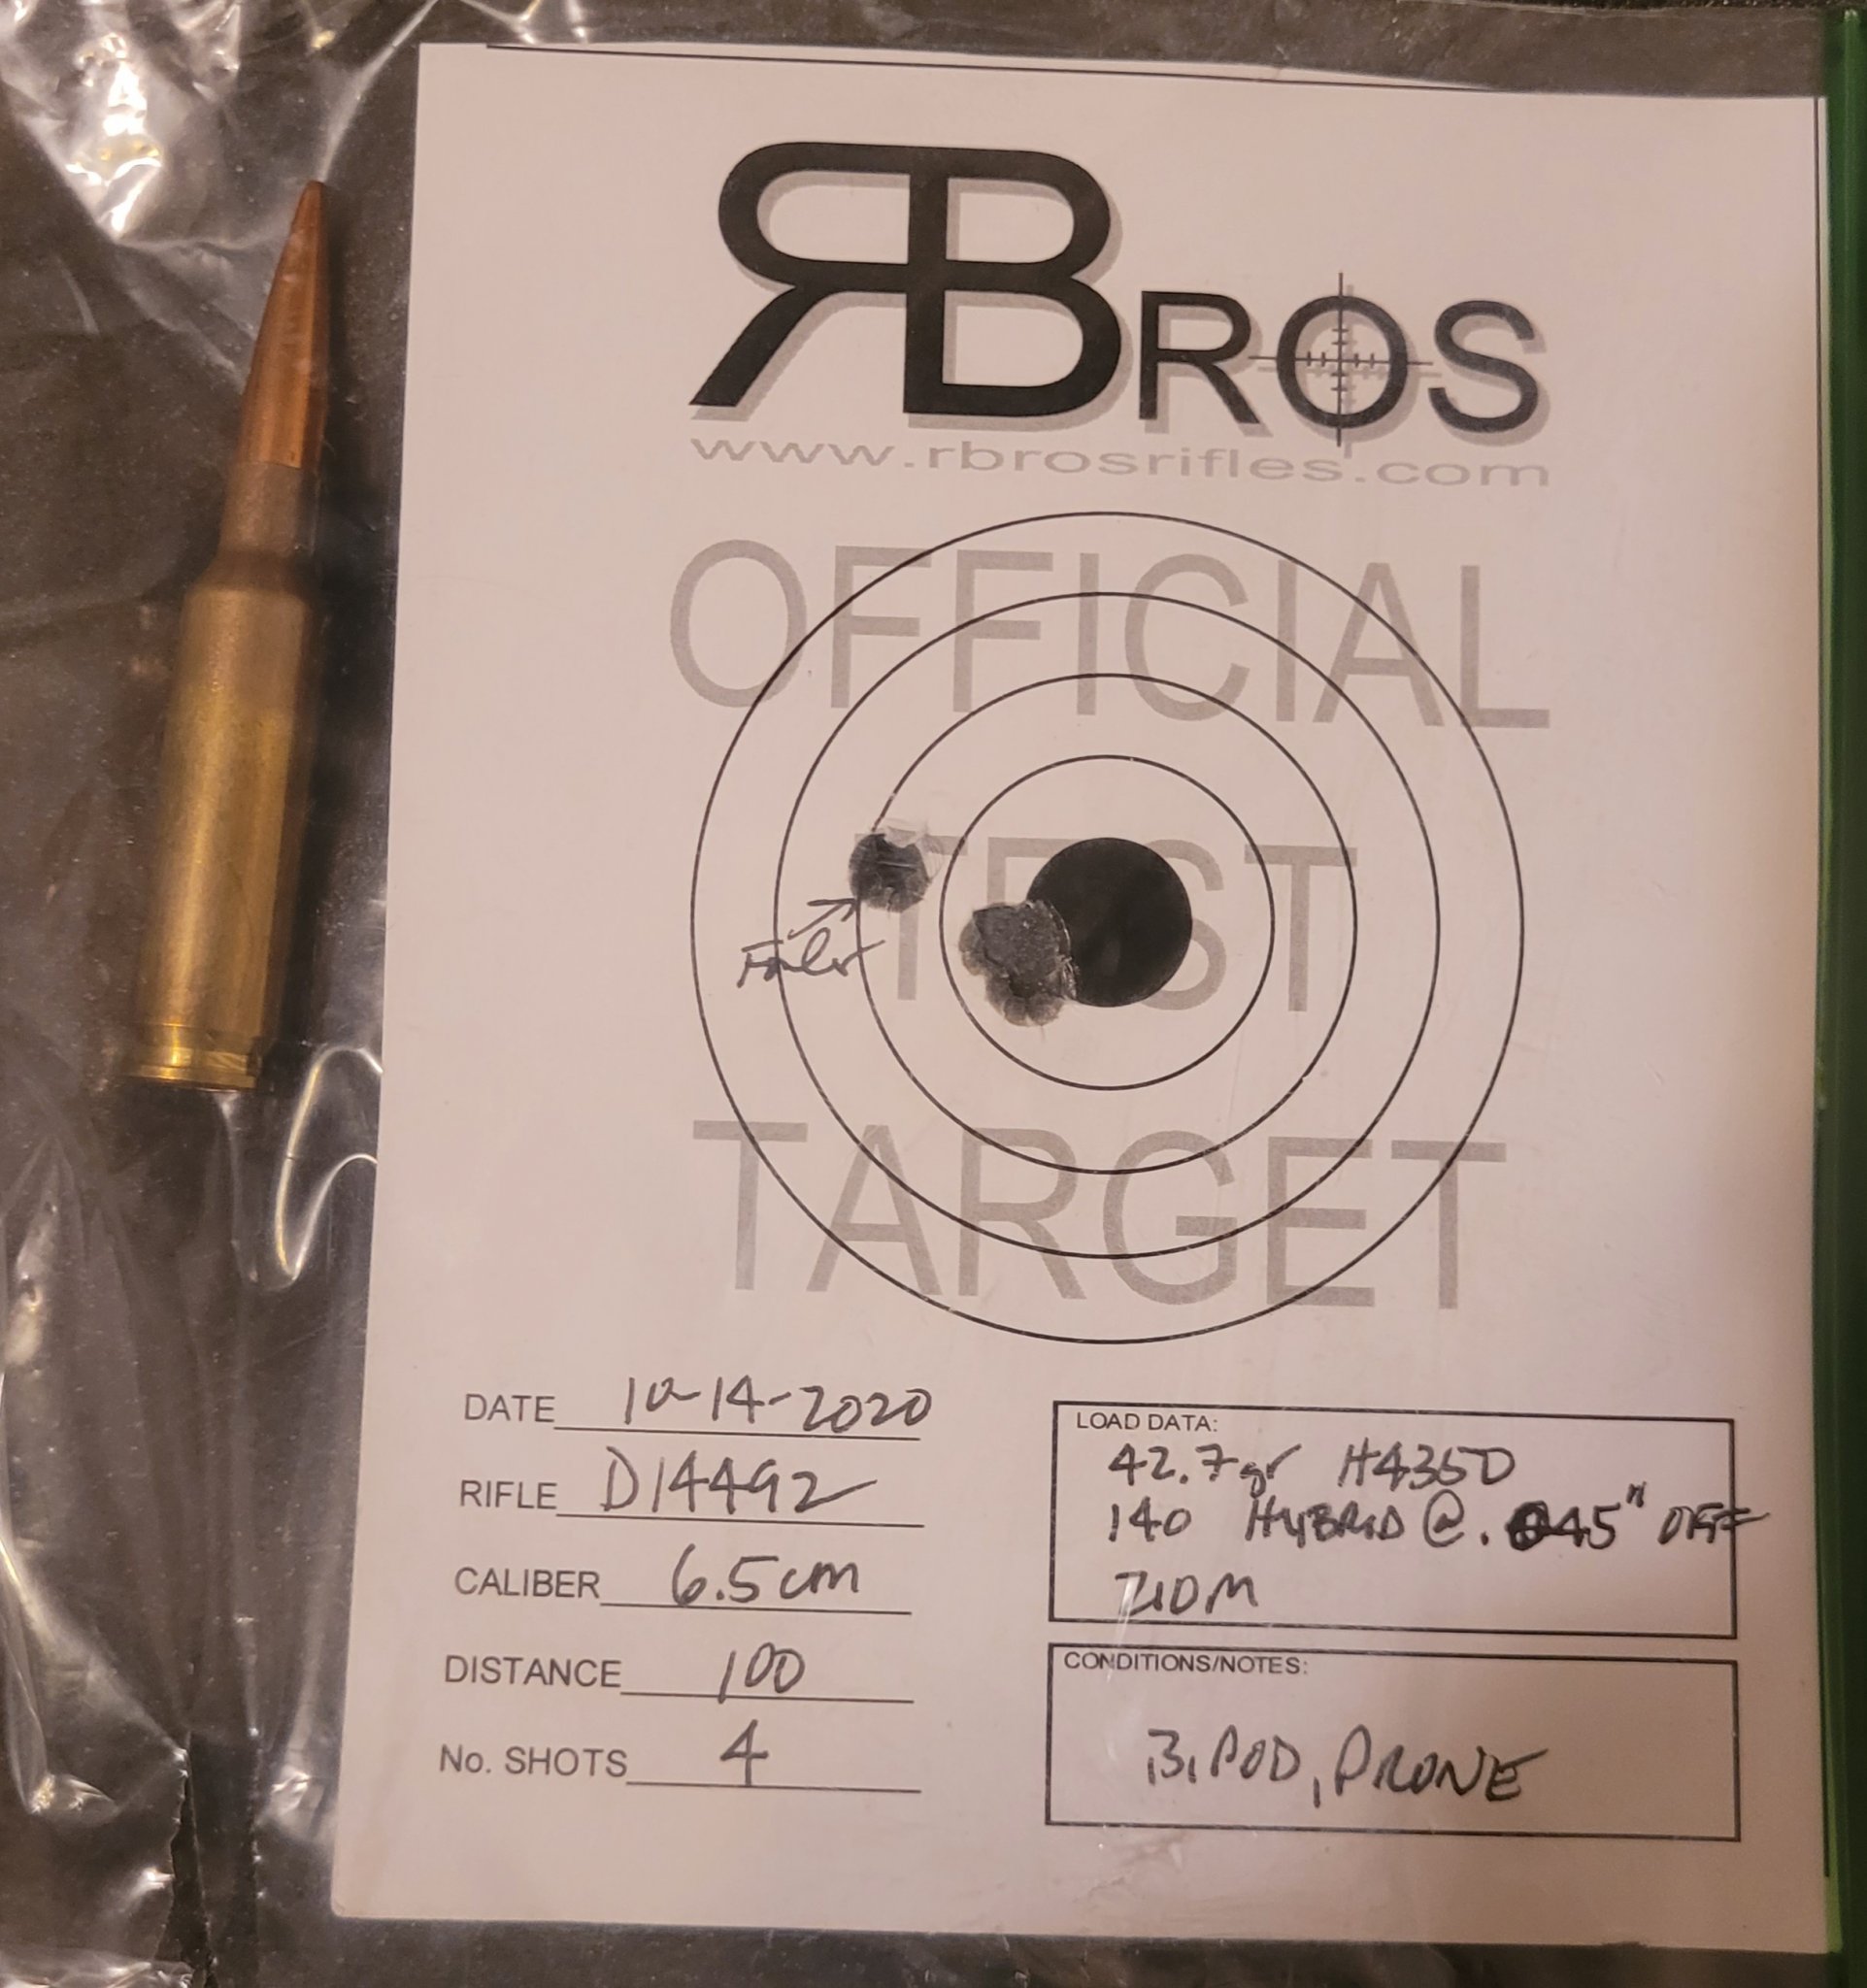 RBROS
www.rbrosrifles.com
OFFICIAL
TEST
TARGET
DATE 10-14-2020
RIFLE D14492
CALIBER 6.5cm
DISTANCE 100
No. SHOTS 4
LOAD DATA:
42.7gr H4350
140 HYBRID @ .045" OFF
210M
CONDITIONS/NOTES:
BIPOD, PRONE